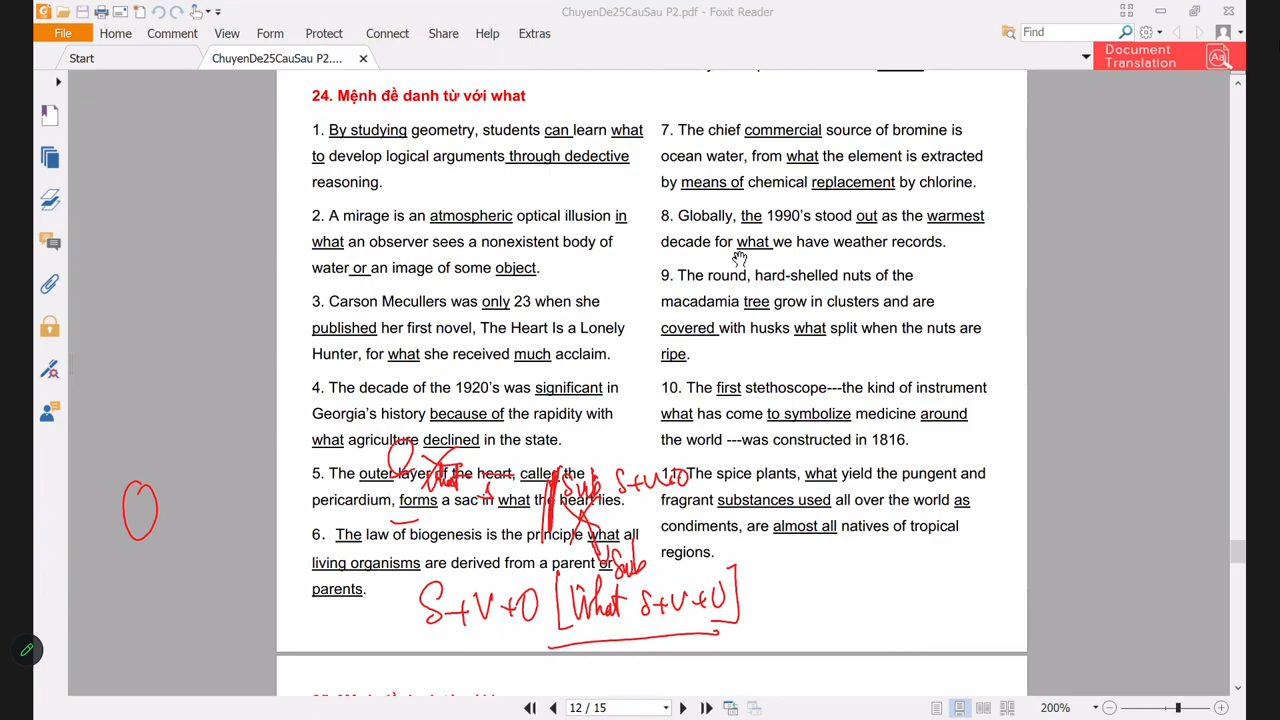 ChuyenDe25CauSau P2.pdf - Foxit Reader
File Home Comment View Form Protect Connect Share Help Extras Find
Start ChuyenDe25CauSau P2.... Document
Translation
24. Mệnh đề danh từ với what
1. By studying geometry, students can learn what
to develop logical arguments through dedective
reasoning.
2. A mirage is an atmospheric optical illusion in
what an observer sees a nonexistent body of
water or an image of some object.
3. Carson Mecullers was only 23 when she
published her first novel, The Heart Is a Lonely
Hunter, for what she received much acclaim.
4. The decade of the 1920's was significant in
Georgia's history because of the rapidity with
what agriculture declined in the state.
5. The outer layer of the heart, called the
pericardium, forms a sac in what the heart lies.
6. The law of biogenesis is the principle what all
living organisms are derived from a parent or
parents.
7. The chief commercial source of bromine is
ocean water, from what the element is extracted
by means of chemical replacement by chlorine.
8. Globally, the 1990's stood out as the warmest
decade for what we have weather records.
9. The round, hard-shelled nuts of the
macadamia tree grow in clusters and are
covered with husks what split when the nuts are
ripe.
10. The first stethoscope---the kind of instrument
what has come to symbolize medicine around
the world ---was constructed in 1816.
11. The spice plants, what yield the pungent and
fragrant substances used all over the world as
condiments, are almost all natives of tropical
regions.
Sub S+V+O
Sub
S+V+O [What S+V+O]
12 / 15 200%